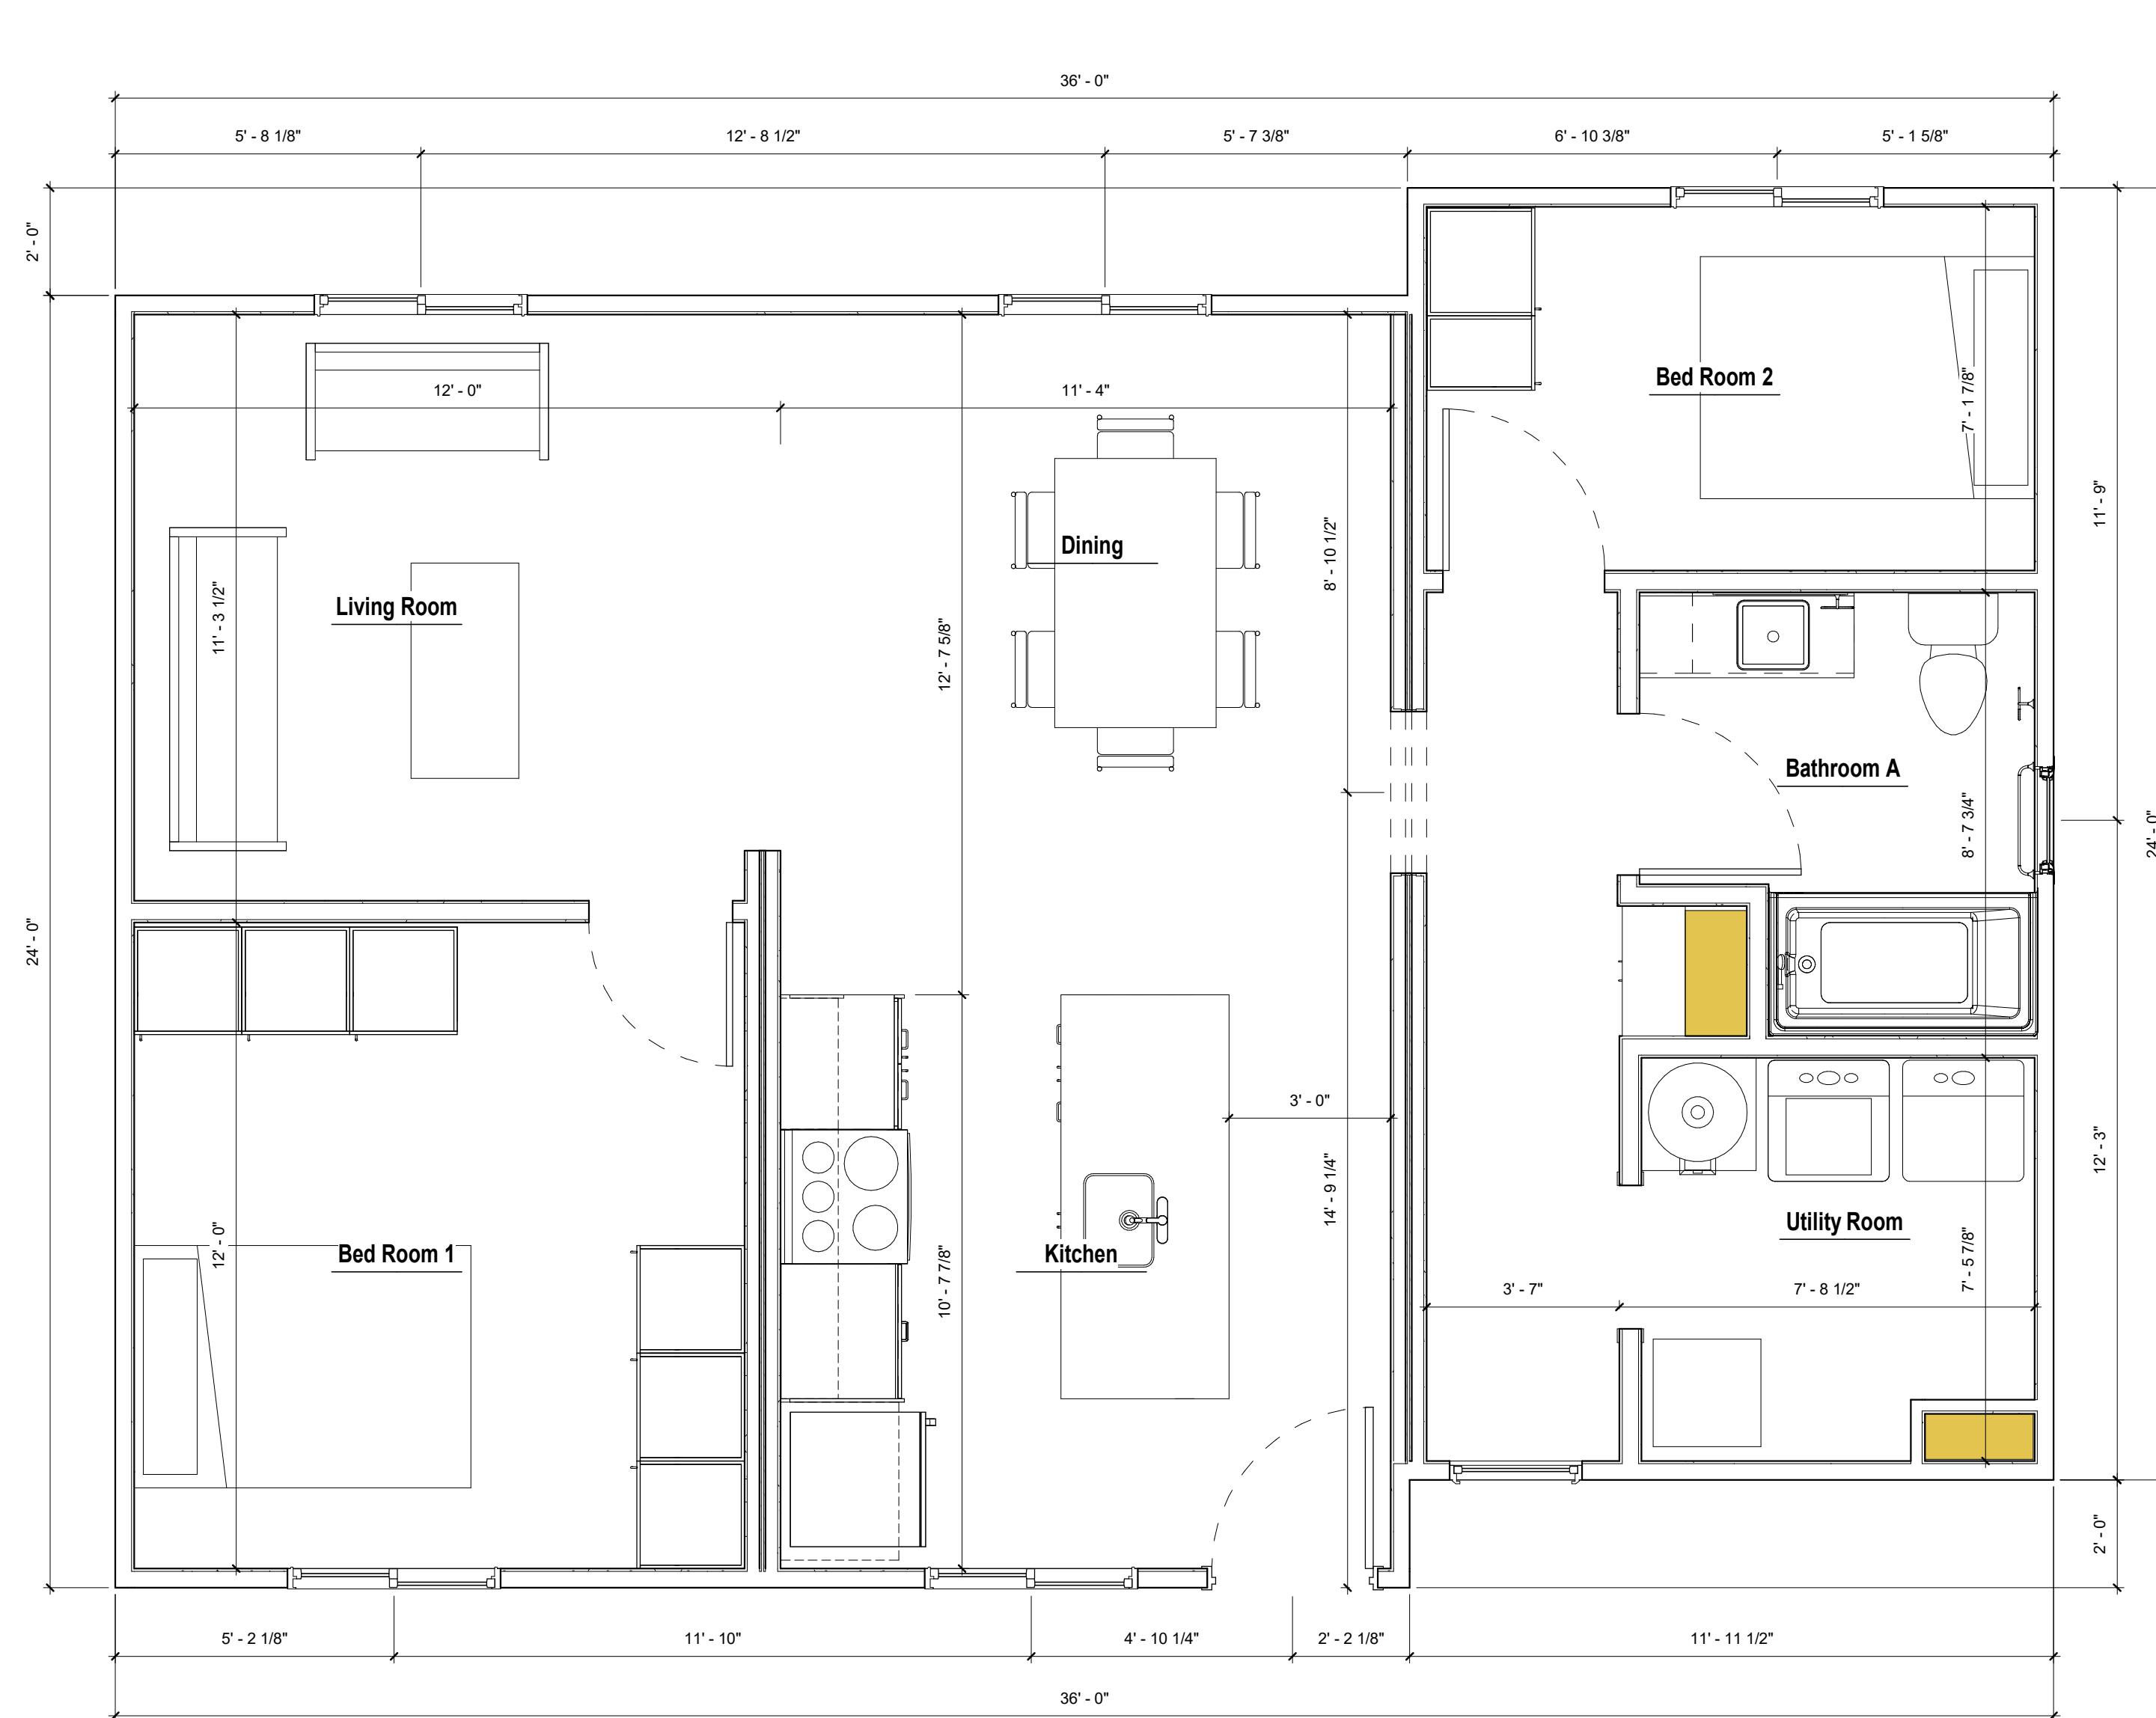 36' - 0"
5' - 8 1/8"
12' - 8 1/2"
5' - 7 3/8"
6' - 10 3/8"
5' - 1 5/8"
2' - 0"
Bed Room 2
7' - 1 7/8"
12' - 0"
11' - 4"
11' - 9"
Dining
8' - 10 1/2"
Living Room
11' - 3 1/2"
12' - 7 5/8"
Bathroom A
8' - 7 3/4"
24' - 0"
24' - 0"
3' - 0"
12' - 3"
14' - 9 1/4"
Utility Room
7' - 5 7/8"
Bed Room 1
12' - 0"
Kitchen
10' - 7 7/8"
3' - 7"
7' - 8 1/2"
2' - 0"
5' - 2 1/8"
11' - 10"
4' - 10 1/4"
2' - 2 1/8"
11' - 11 1/2"
36' - 0"